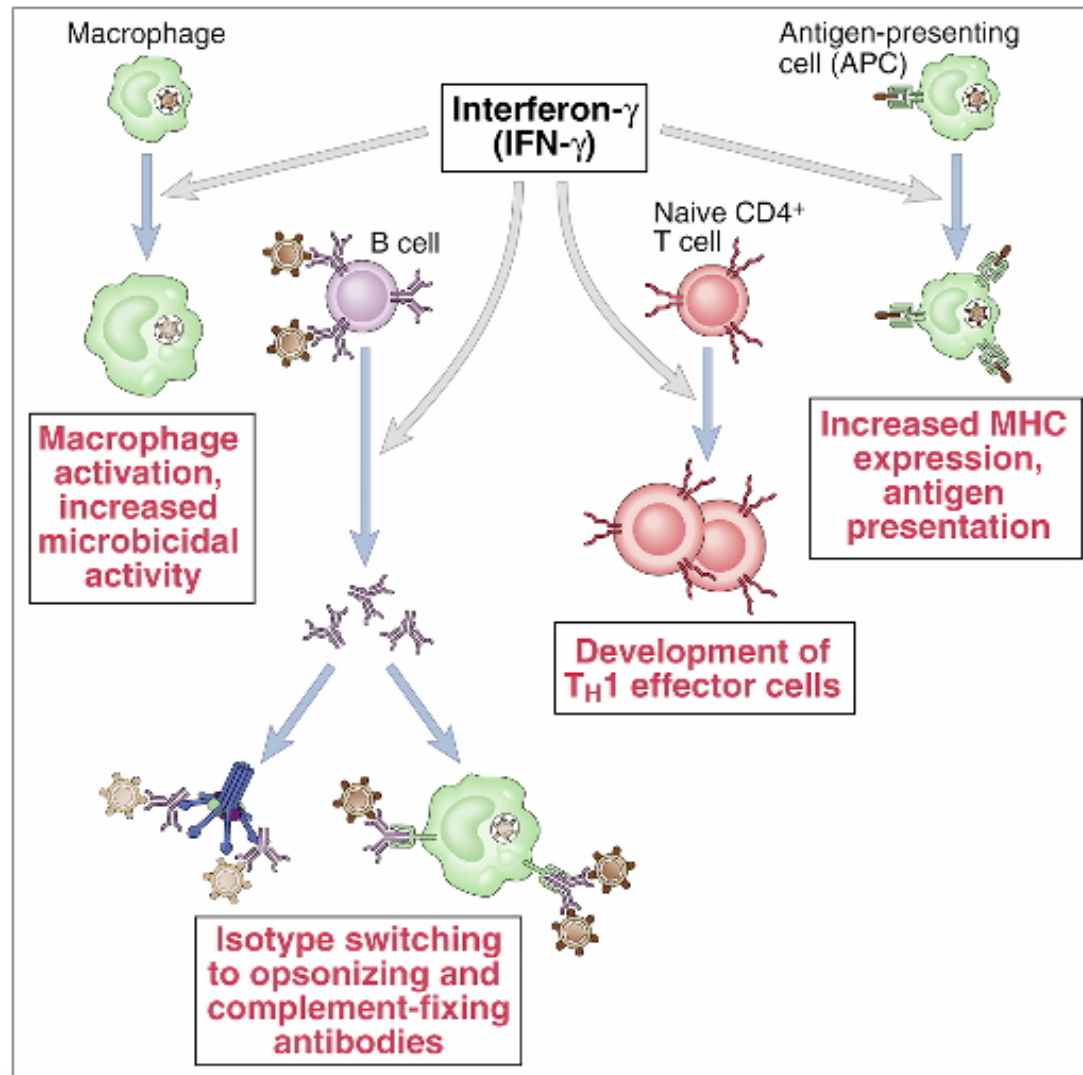 Macrophage
Antigen-presenting
cell (APC)
Interferon-γ
(IFN-γ)
B cell
Naive CD4⁺
T cell
Macrophage
activation,
increased
microbicidal
activity
Increased MHC
expression,
antigen
presentation
Development of
T_H1 effector cells
Isotype switching
to opsonizing and
complement-fixing
antibodies